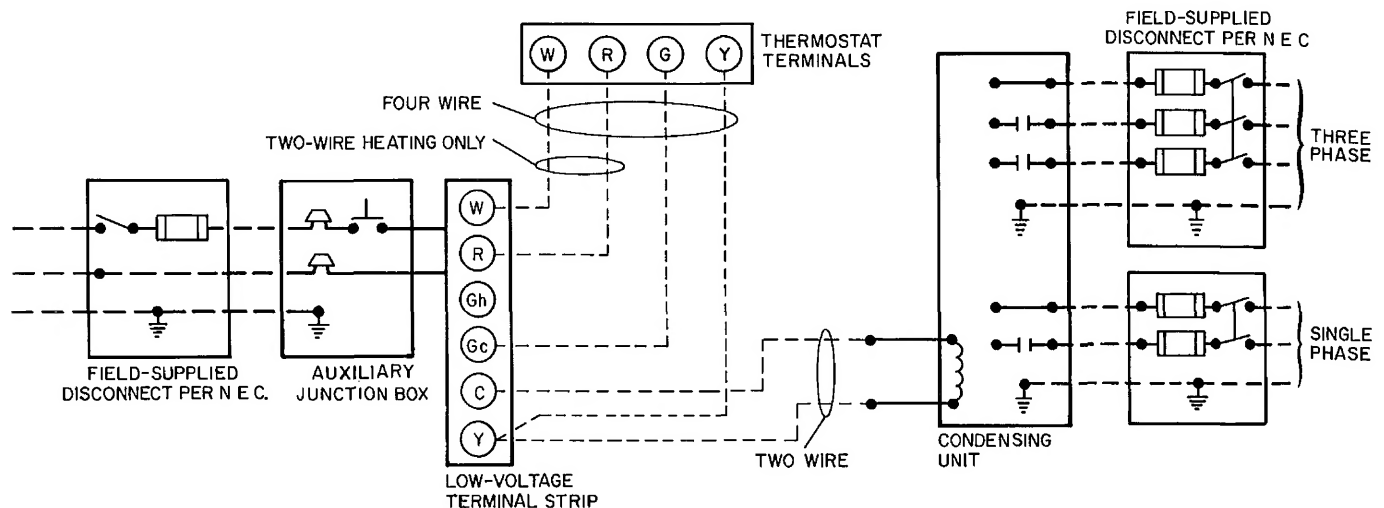 W R G Y
THERMOSTAT
TERMINALS
FIELD-SUPPLIED
DISCONNECT PER N E C
FOUR WIRE
TWO-WIRE HEATING ONLY
THREE
PHASE
W
R
Gh
Gc
C
Y
FIELD-SUPPLIED
DISCONNECT PER N E C.
AUXILIARY
JUNCTION BOX
LOW-VOLTAGE
TERMINAL STRIP
TWO WIRE
CONDENSING
UNIT
SINGLE
PHASE